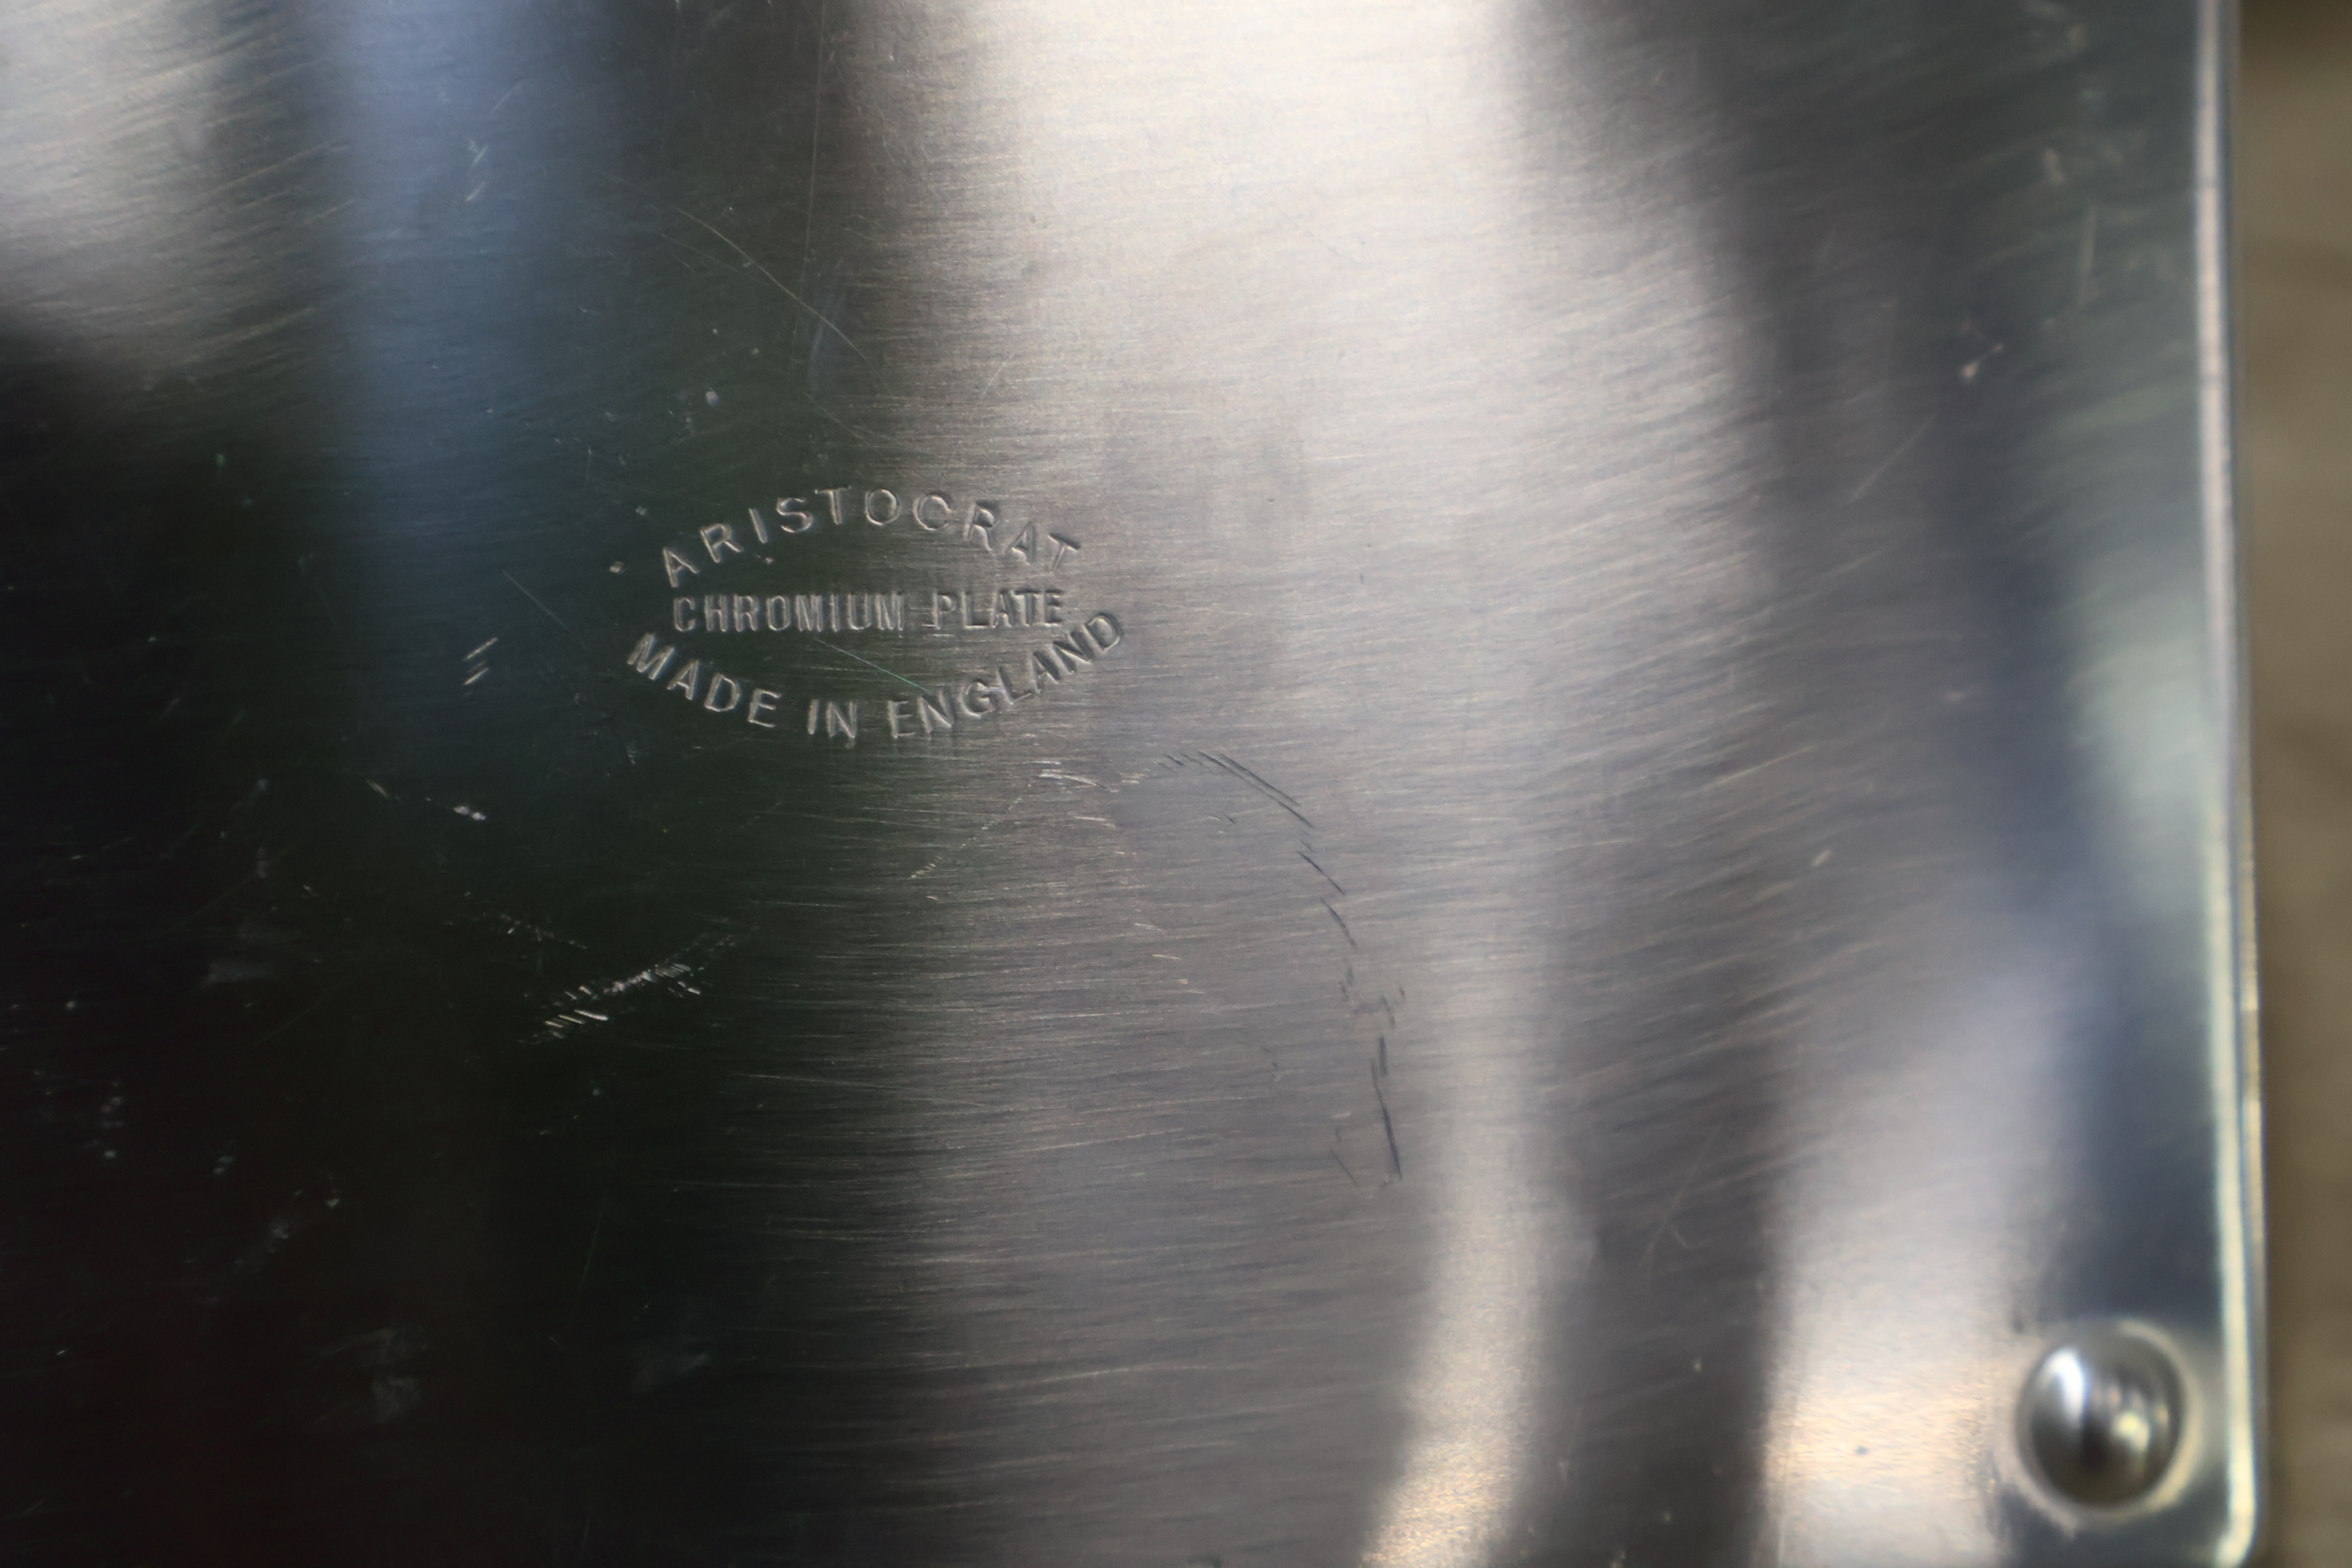 ARISTOCRAT
CHROMIUM PLATE
MADE IN ENGLAND